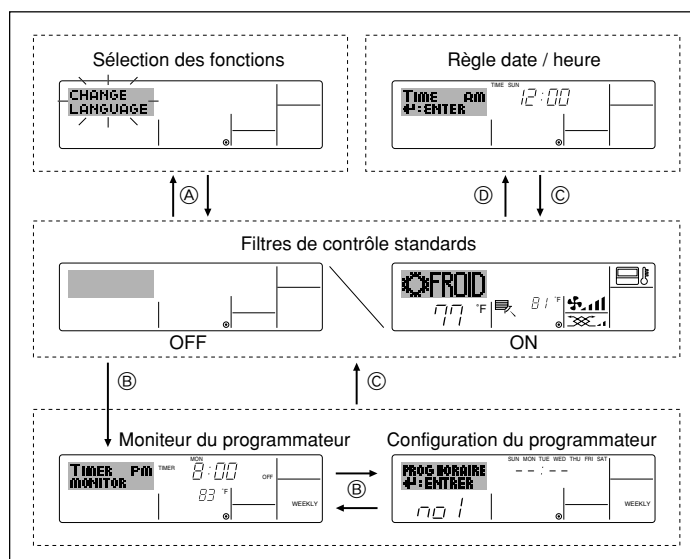 Sélection des fonctions
CHANGE
LANGUAGE
Règle date / heure
TIME SUN
TIME AM 12:00
↵:ENTER
Ⓐ
Ⓓ Ⓒ
Filtres de contrôle standards
FROID
77 °F 81 °F
OFF ON
Ⓑ Ⓒ
Moniteur du programmateur
MON
TIMER PM TIMER 8:00 OFF
MONITOR
83 °F
WEEKLY
Ⓑ
Configuration du programmateur
SUN MON TUE WED THU FRI SAT
PROG HORAIRE --:--
↵:ENTRER
no 1 WEEKLY